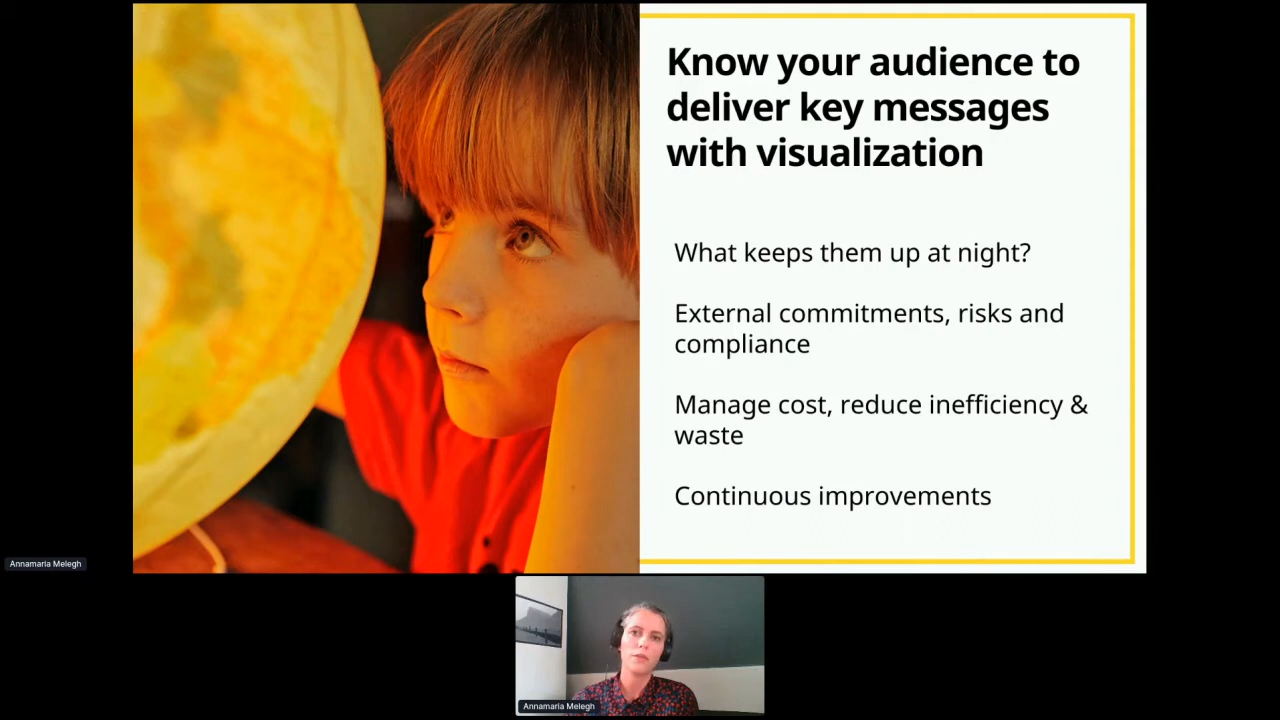 Know your audience to
deliver key messages
with visualization
What keeps them up at night?
External commitments, risks and
compliance
Manage cost, reduce inefficiency &
waste
Continuous improvements
Annamaria Melegh
Annamaria Melegh